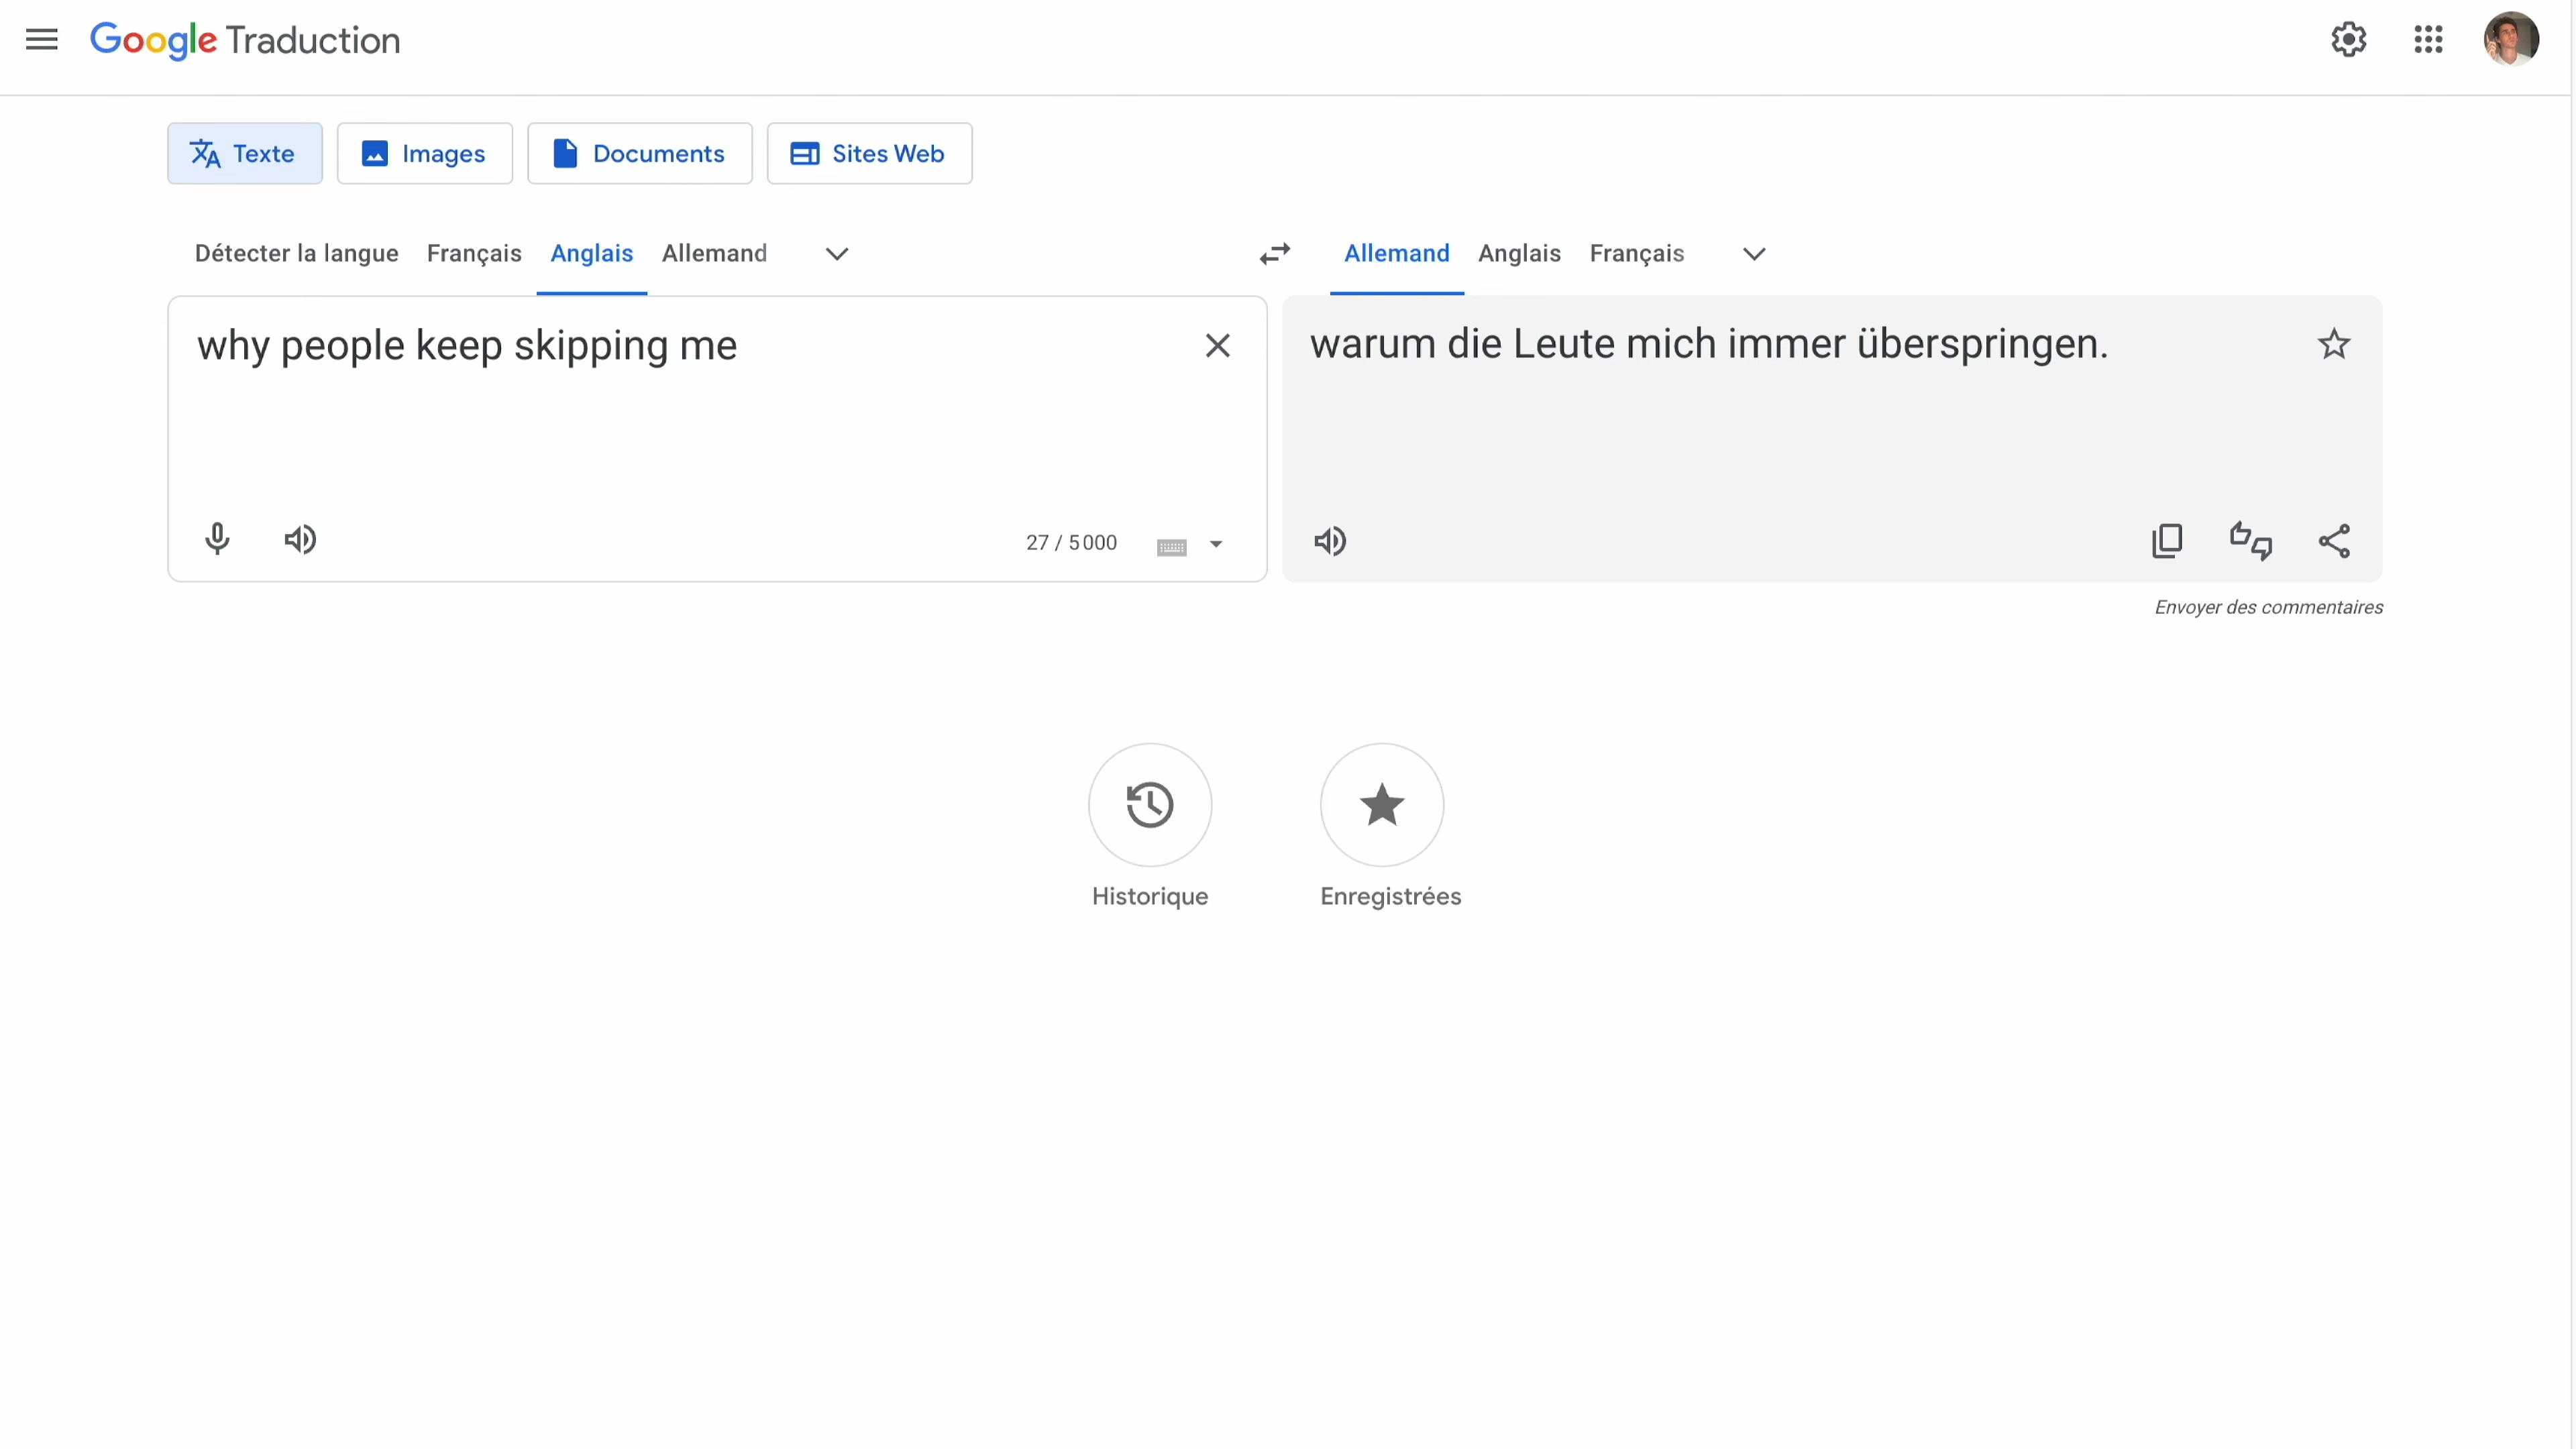 Google Traduction
Texte
Images
Documents
Sites Web
Détecter la langue
Français
Anglais
Allemand
Allemand
Anglais
Français
why people keep skipping me
warum die Leute mich immer überspringen.
27 / 5 000
Envoyer des commentaires
Historique
Enregistrées